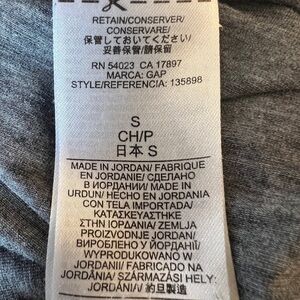 RETAIN/CONSERVER/
CONSERVARE/
保管しておいてください/
妥善保管/請保留
RN 54023 CA 17897
MARCA: GAP
STYLE/REFERENCIA: 135898
S
CH/P
日本 S
MADE IN JORDAN/ FABRIQUE
EN JORDANIE/ СДЕЛАНО
В ИОРДАНИИ/ MADE IN
URDUN/ HECHO EN JORDANIA
CON TELA IMPORTADA/
ΚΑΤΑΣΚΕΥΑΣΤΗΚΕ
ΣΤΗΝ ΙΟΡΔΑΝΙΑ/ ZEMLJA
PROIZVODNJE JORDAN/
ВИРОБЛЕНО У ЙОРДАНІЇ/
WYPRODUKOWANO W
JORDANII/ FABRICADO NA
JORDÂNIA/ SZÁRMAZÁSI HELY:
JORDÁNIA/ 約旦製造